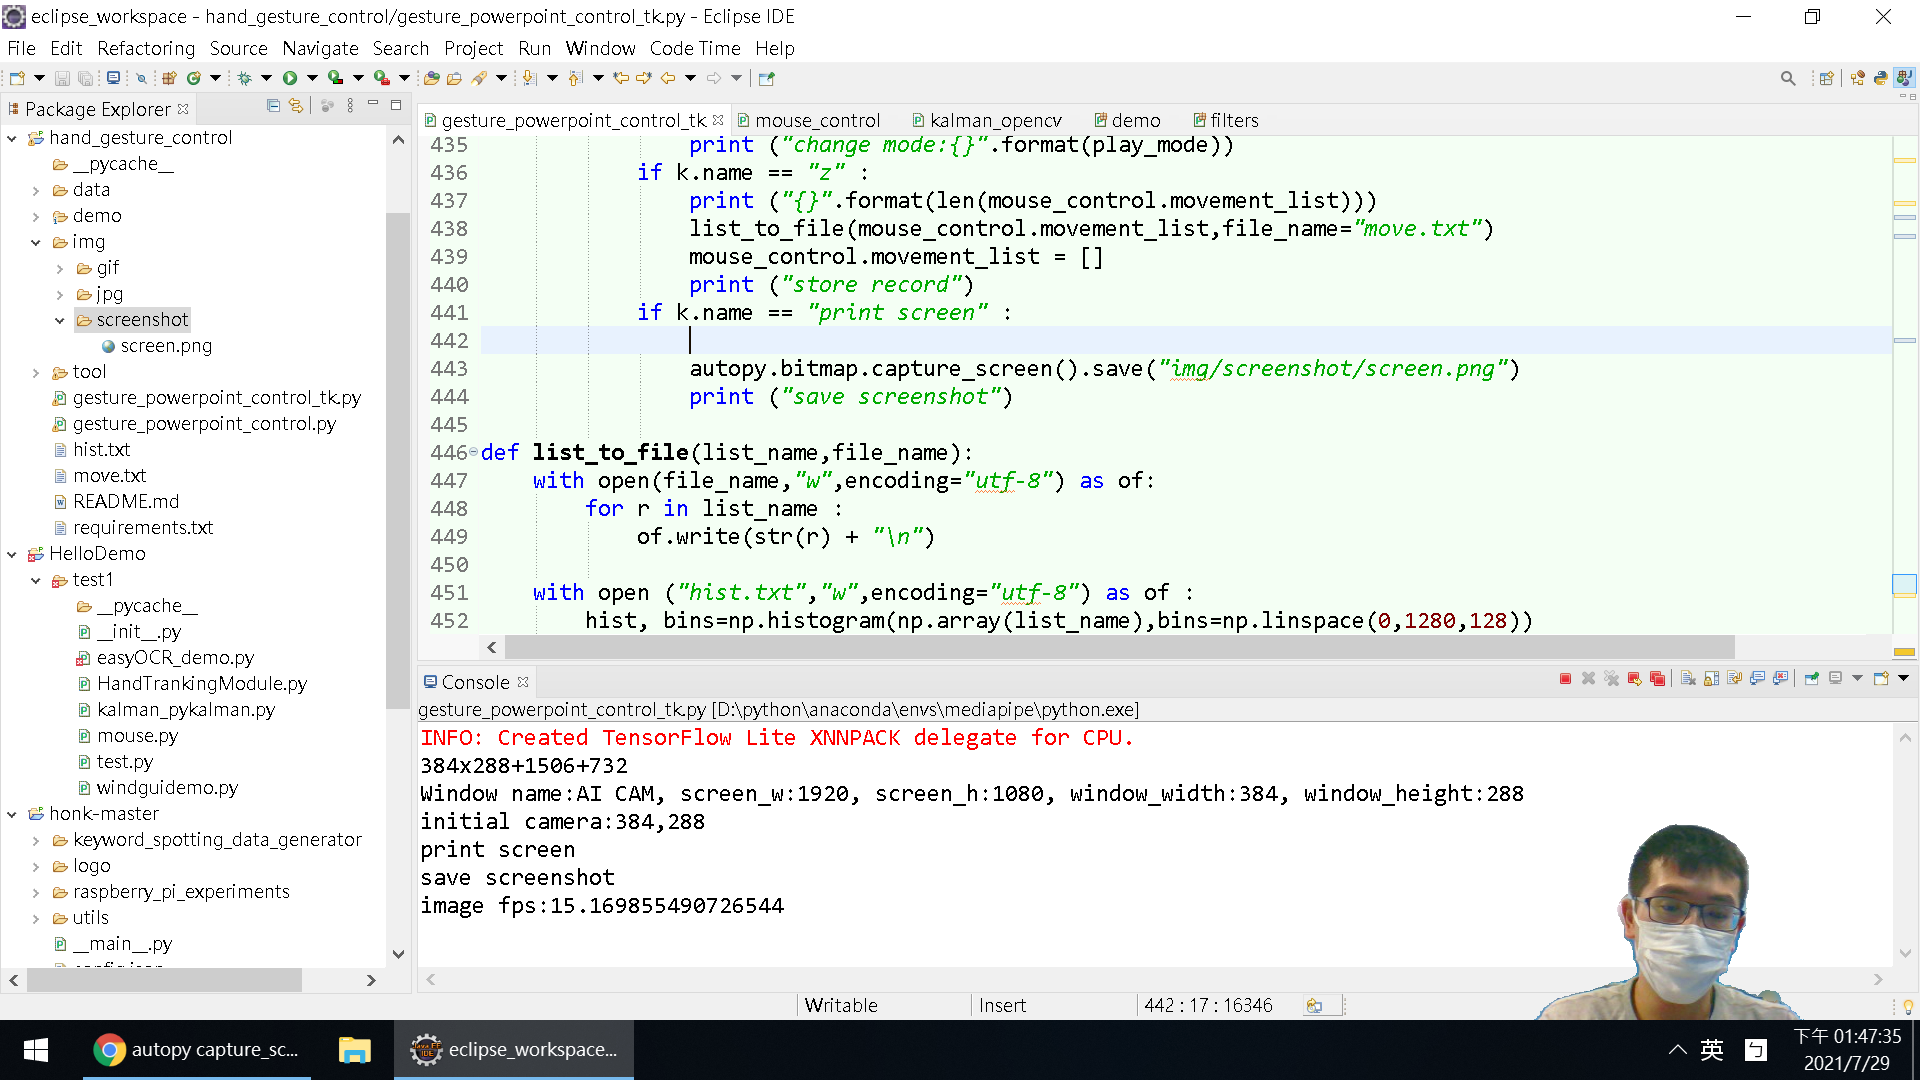 eclipse_workspace - hand_gesture_control/gesture_powerpoint_control_tk.py - Eclipse IDE
File Edit Refactoring Source Navigate Search Project Run Window Code Time Help
Package Explorer
hand_gesture_control
__pycache__
data
demo
img
gif
jpg
screenshot
screen.png
tool
gesture_powerpoint_control_tk.py
gesture_powerpoint_control.py
hist.txt
move.txt
README.md
requirements.txt
HelloDemo
test1
__pycache__
__init__.py
easyOCR_demo.py
HandTrankingModule.py
kalman_pykalman.py
mouse.py
test.py
windguidemo.py
honk-master
keyword_spotting_data_generator
logo
raspberry_pi_experiments
utils
__main__.py
config.json
gesture_powerpoint_control_tk mouse_control kalman_opencv demo filters
435 print ("change mode:{}".format(play_mode))
436 if k.name == "z" :
437 print ("{}".format(len(mouse_control.movement_list)))
438 list_to_file(mouse_control.movement_list,file_name="move.txt")
439 mouse_control.movement_list = []
440 print ("store record")
441 if k.name == "print screen" :
442
443 autopy.bitmap.capture_screen().save("img/screenshot/screen.png")
444 print ("save screenshot")
445
446 def list_to_file(list_name,file_name):
447 with open(file_name,"w",encoding="utf-8") as of:
448 for r in list_name :
449 of.write(str(r) + "\n")
450
451 with open ("hist.txt","w",encoding="utf-8") as of :
452 hist, bins=np.histogram(np.array(list_name),bins=np.linspace(0,1280,128))
Console
gesture_powerpoint_control_tk.py [D:\python\anaconda\envs\mediapipe\python.exe]
INFO: Created TensorFlow Lite XNNPACK delegate for CPU.
384x288+1506+732
Window name:AI CAM, screen_w:1920, screen_h:1080, window_width:384, window_height:288
initial camera:384,288
print screen
save screenshot
image fps:15.169855490726544
Writable Insert 442 : 17 : 16346
autopy capture_sc... eclipse_workspace...
英 ㄅ
下午 01:47:35
2021/7/29